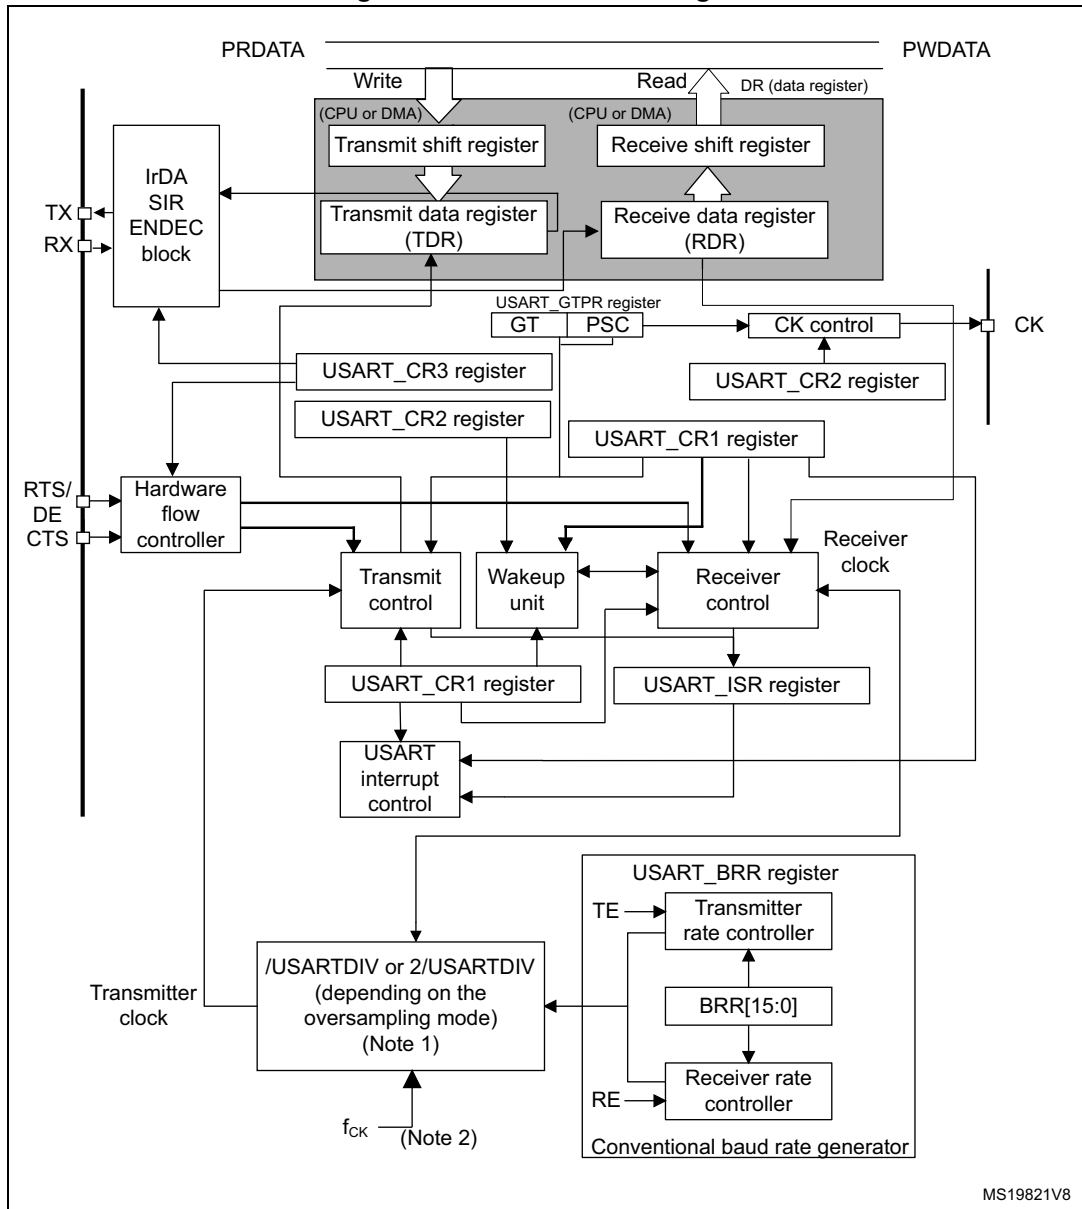 PRDATA
PWDATA
Write
Read
DR (data register)
(CPU or DMA)
(CPU or DMA)
Transmit shift register
Receive shift register
IrDA
SIR
ENDEC
block
TX
RX
Transmit data register
(TDR)
Receive data register
(RDR)
USART_GTPR register
GT
PSC
CK control
CK
USART_CR3 register
USART_CR2 register
USART_CR2 register
USART_CR1 register
RTS/
DE
CTS
Hardware
flow
controller
Receiver
clock
Transmit
control
Wakeup
unit
Receiver
control
USART_CR1 register
USART_ISR register
USART
interrupt
control
USART_BRR register
TE
Transmitter
rate controller
/USARTDIV or 2/USARTDIV
(depending on the
oversampling mode)
(Note 1)
Transmitter
clock
BRR[15:0]
RE
Receiver rate
controller
fCK
(Note 2)
Conventional baud rate generator
MS19821V8